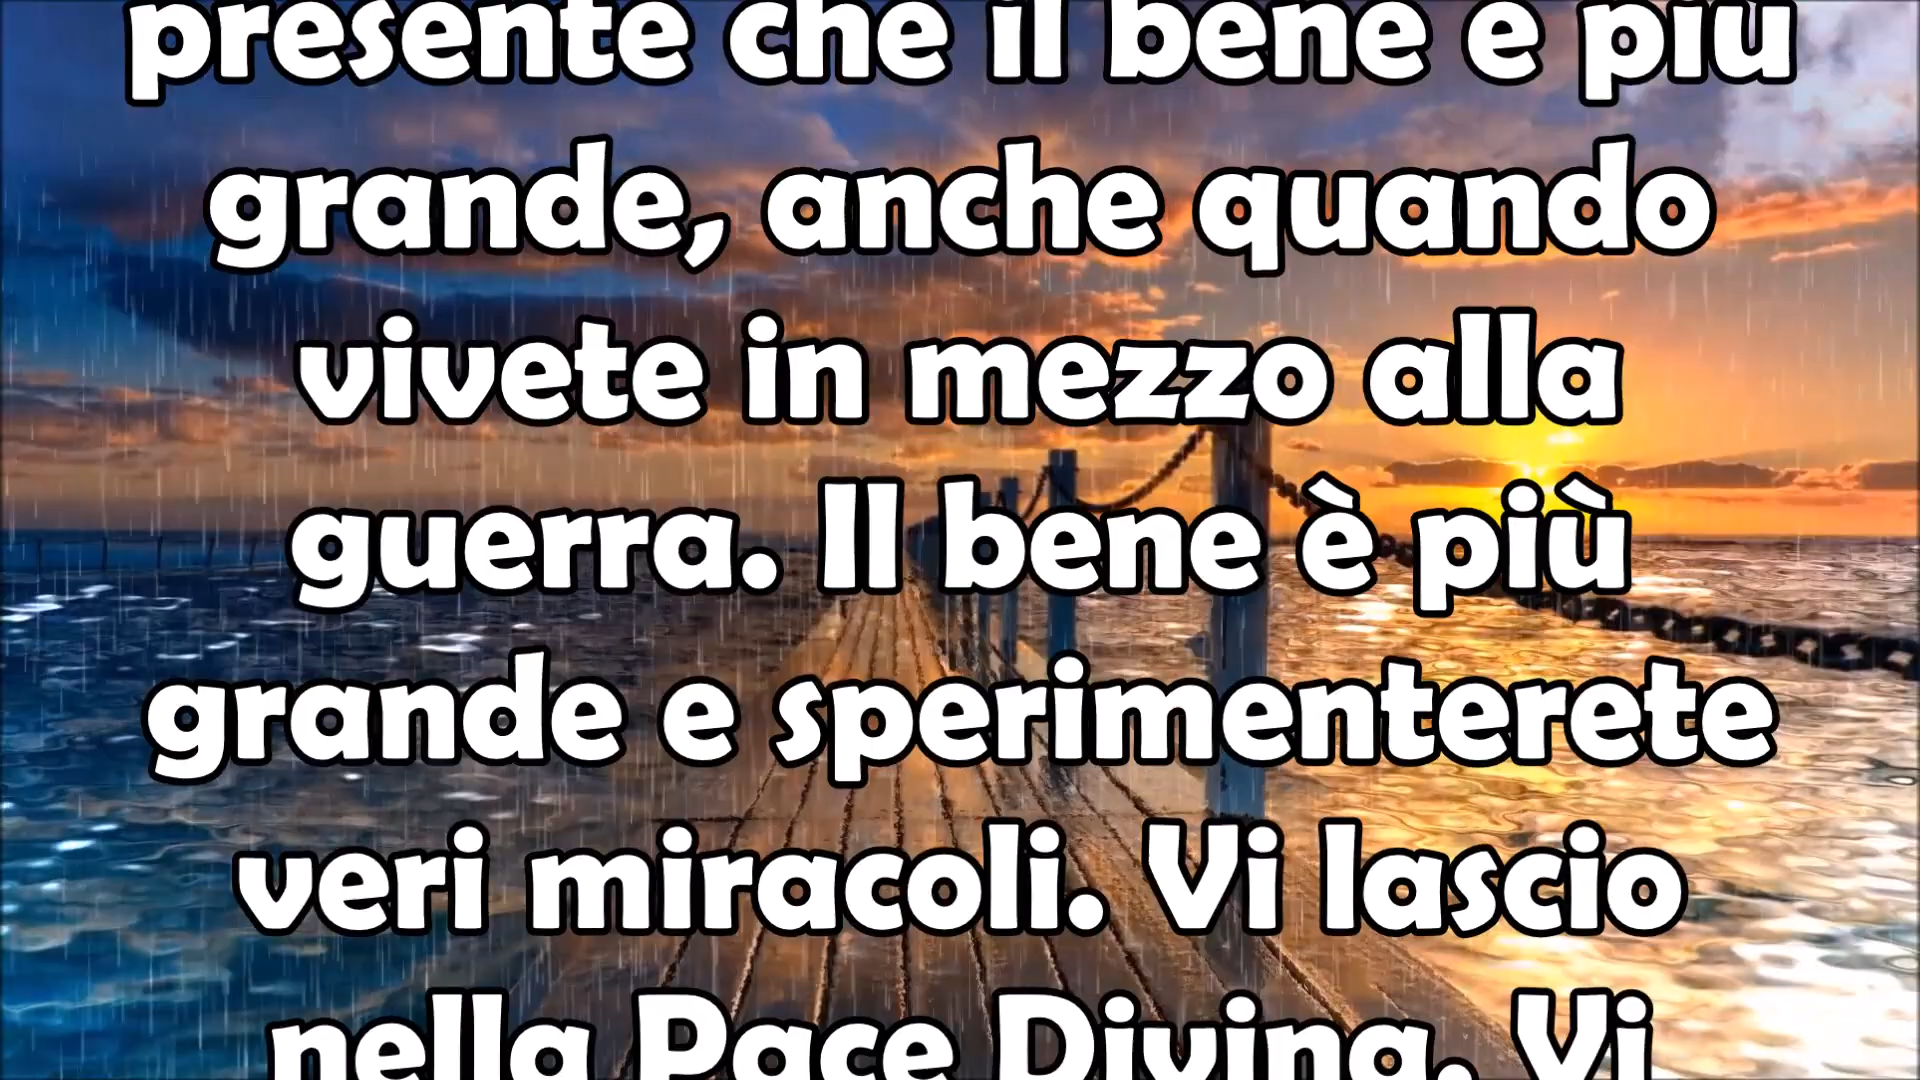 presente che il bene è più
grande, anche quando
vivete in mezzo alla
guerra. Il bene è più
grande e sperimenterete
veri miracoli. Vi lascio
nella Pace Divina. Vi